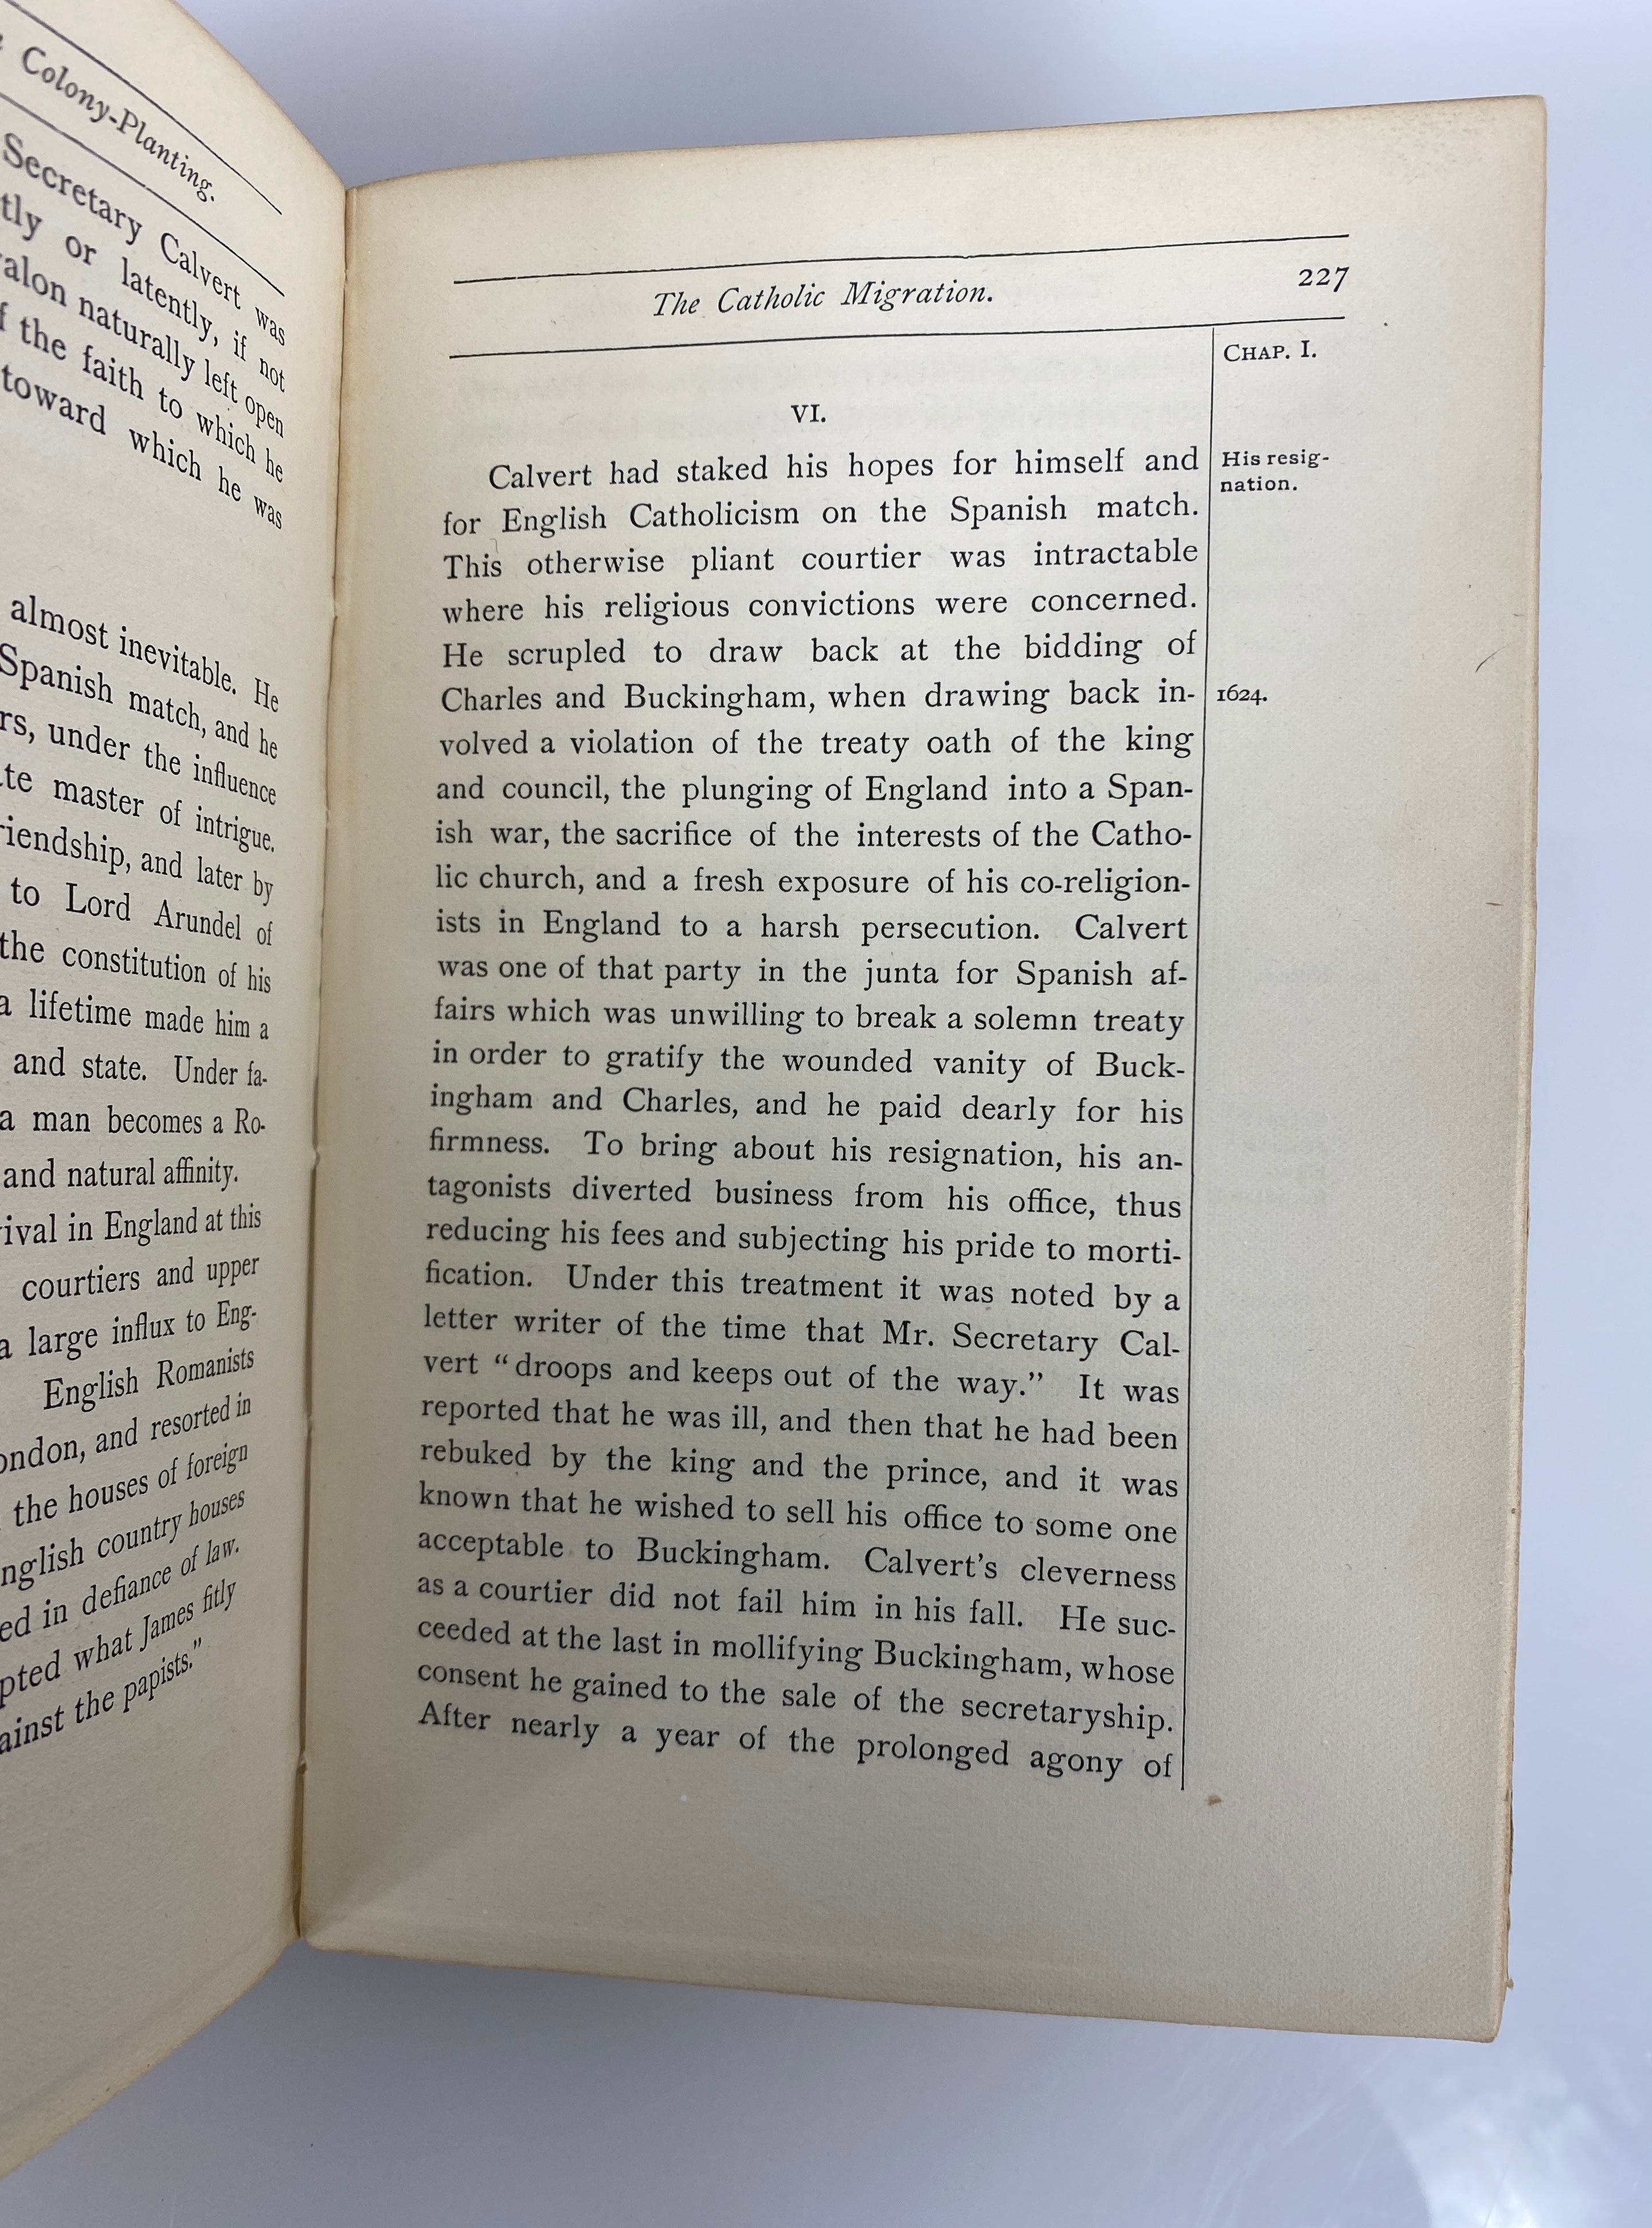 Colony-Planting.
Secretary Calvert was
or latently, if not
naturally left open
the faith to which he
toward which he was
almost inevitable. He
Spanish match, and he
under the influence
master of intrigue.
and later by
to Lord Arundel of
the constitution of his
a lifetime made him a
and state. Under fa-
a man becomes a Ro-
and natural affinity.
in England at this
courtiers and upper
a large influx to Eng-
English Romanists
and resorted in
the houses of foreign
country houses
in defiance of law.
what James fitly
the papists."
The Catholic Migration. 227
CHAP. I.
VI.
Calvert had staked his hopes for himself and
His resig-
nation.
for English Catholicism on the Spanish match.
This otherwise pliant courtier was intractable
where his religious convictions were concerned.
He scrupled to draw back at the bidding of
Charles and Buckingham, when drawing back in-
1624.
volved a violation of the treaty oath of the king
and council, the plunging of England into a Span-
ish war, the sacrifice of the interests of the Catho-
lic church, and a fresh exposure of his co-religion-
ists in England to a harsh persecution. Calvert
was one of that party in the junta for Spanish af-
fairs which was unwilling to break a solemn treaty
in order to gratify the wounded vanity of Buck-
ingham and Charles, and he paid dearly for his
firmness. To bring about his resignation, his an-
tagonists diverted business from his office, thus
reducing his fees and subjecting his pride to morti-
fication. Under this treatment it was noted by a
letter writer of the time that Mr. Secretary Cal-
vert "droops and keeps out of the way." It was
reported that he was ill, and then that he had been
rebuked by the king and the prince, and it was
known that he wished to sell his office to some one
acceptable to Buckingham. Calvert's cleverness
as a courtier did not fail him in his fall. He suc-
ceeded at the last in mollifying Buckingham, whose
consent he gained to the sale of the secretaryship.
After nearly a year of the prolonged agony of